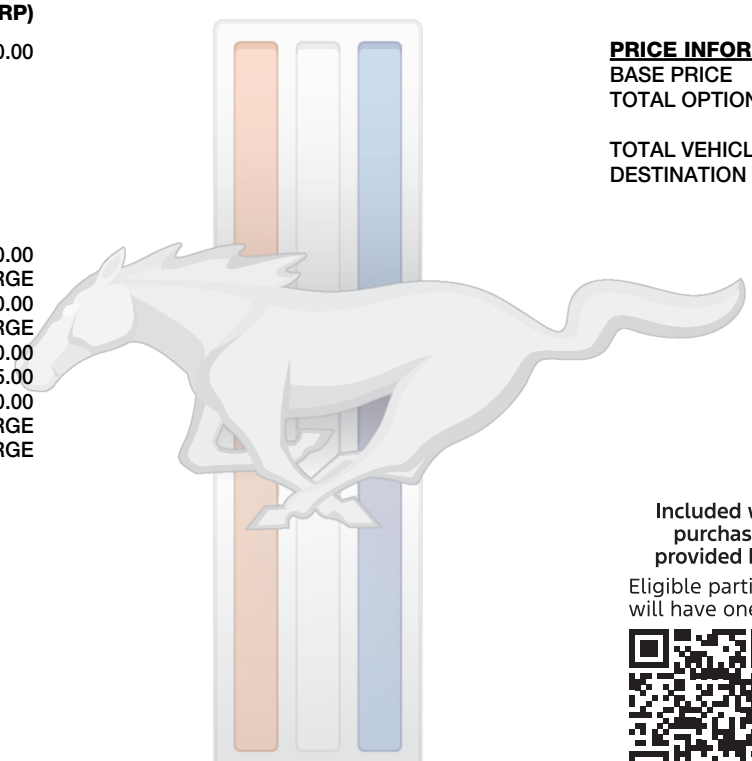 RP)
0.00
0.00
RGE
0.00
RGE
0.00
5.00
0.00
RGE
RGE
PRICE INFOR
BASE PRICE
TOTAL OPTION
TOTAL VEHICL
DESTINATION
Included w
purchas
provided b
Eligible parti
will have one